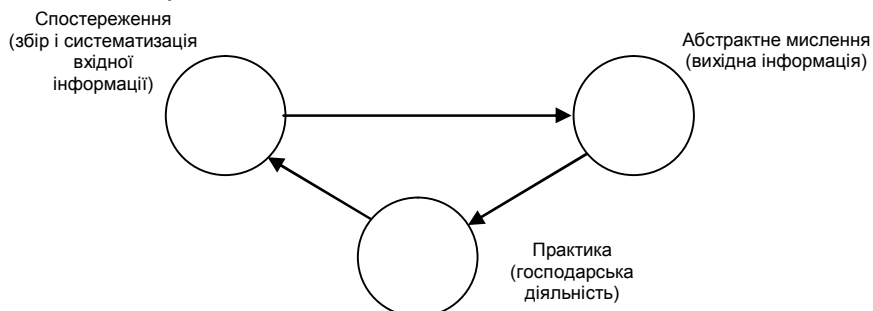 Спостереження
(збір і систематизація
вхідної
інформації)
Абстрактне мислення
(вихідна інформація)
Практика
(господарська
діяльність)